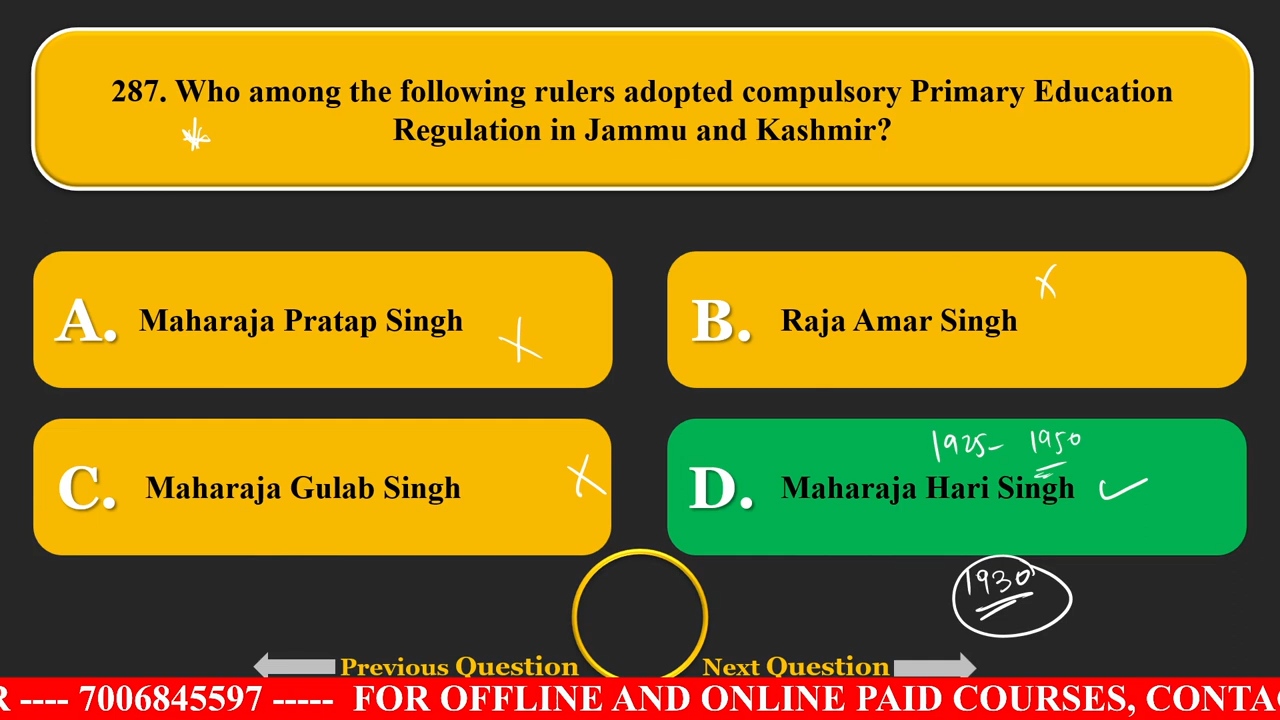 287. Who among the following rulers adopted compulsory Primary Education
Regulation in Jammu and Kashmir?
A. Maharaja Pratap Singh
B. Raja Amar Singh
C. Maharaja Gulab Singh
1925- 1950
D. Maharaja Hari Singh
1930
Previous Question
Next Question
R ---- 7006845597 ----- FOR OFFLINE AND ONLINE PAID COURSES, CONTA